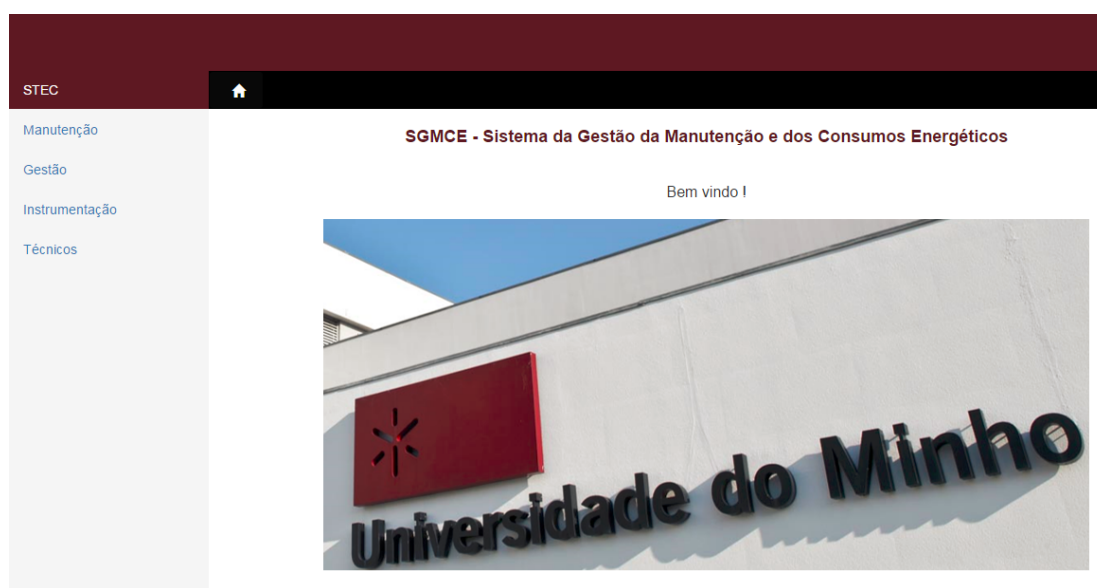 STEC
Manutenção
Gestão
Instrumentação
Técnicos
SGMCE - Sistema da Gestão da Manutenção e dos Consumos Energéticos
Bem vindo !
Universidade do Minho